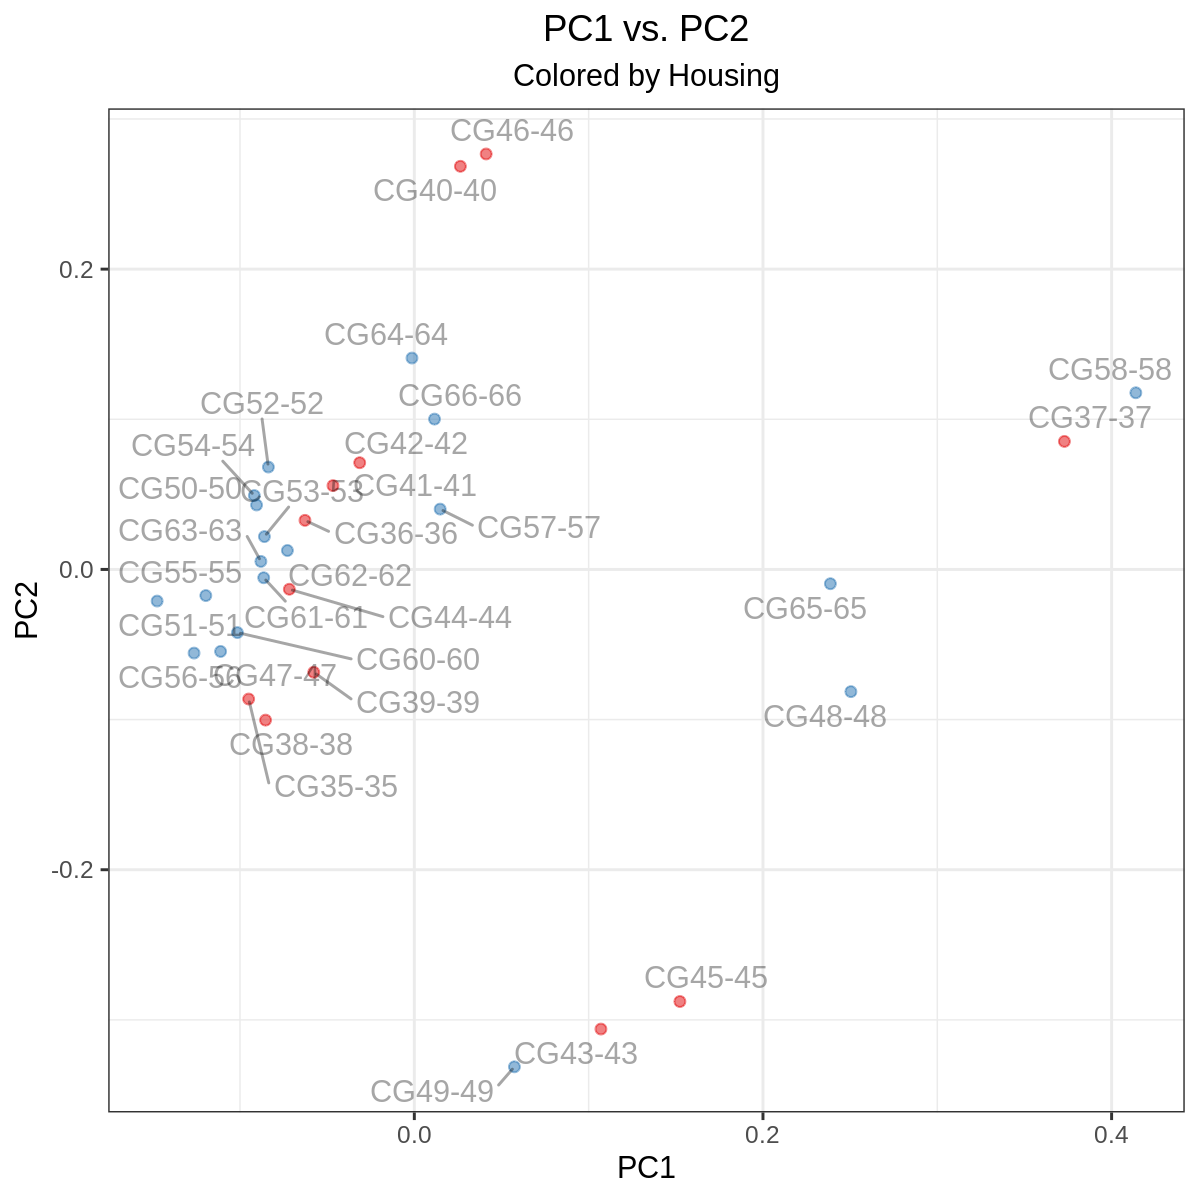 PC1 vs. PC2
Colored by Housing
CG46-46
CG40-40
0.2
CG64-64
CG58-58
CG66-66
CG52-52
CG37-37
CG54-54
CG42-42
CG50-50
CG53-53
CG41-41
CG63-63
CG36-36
CG57-57
0.0
CG55-55
CG62-62
PC2
CG65-65
CG51-51
CG61-61
CG44-44
CG60-60
CG56-56
CG47-47
CG39-39
CG48-48
CG38-38
CG35-35
-0.2
CG45-45
CG43-43
CG49-49
0.0
0.2
0.4
PC1